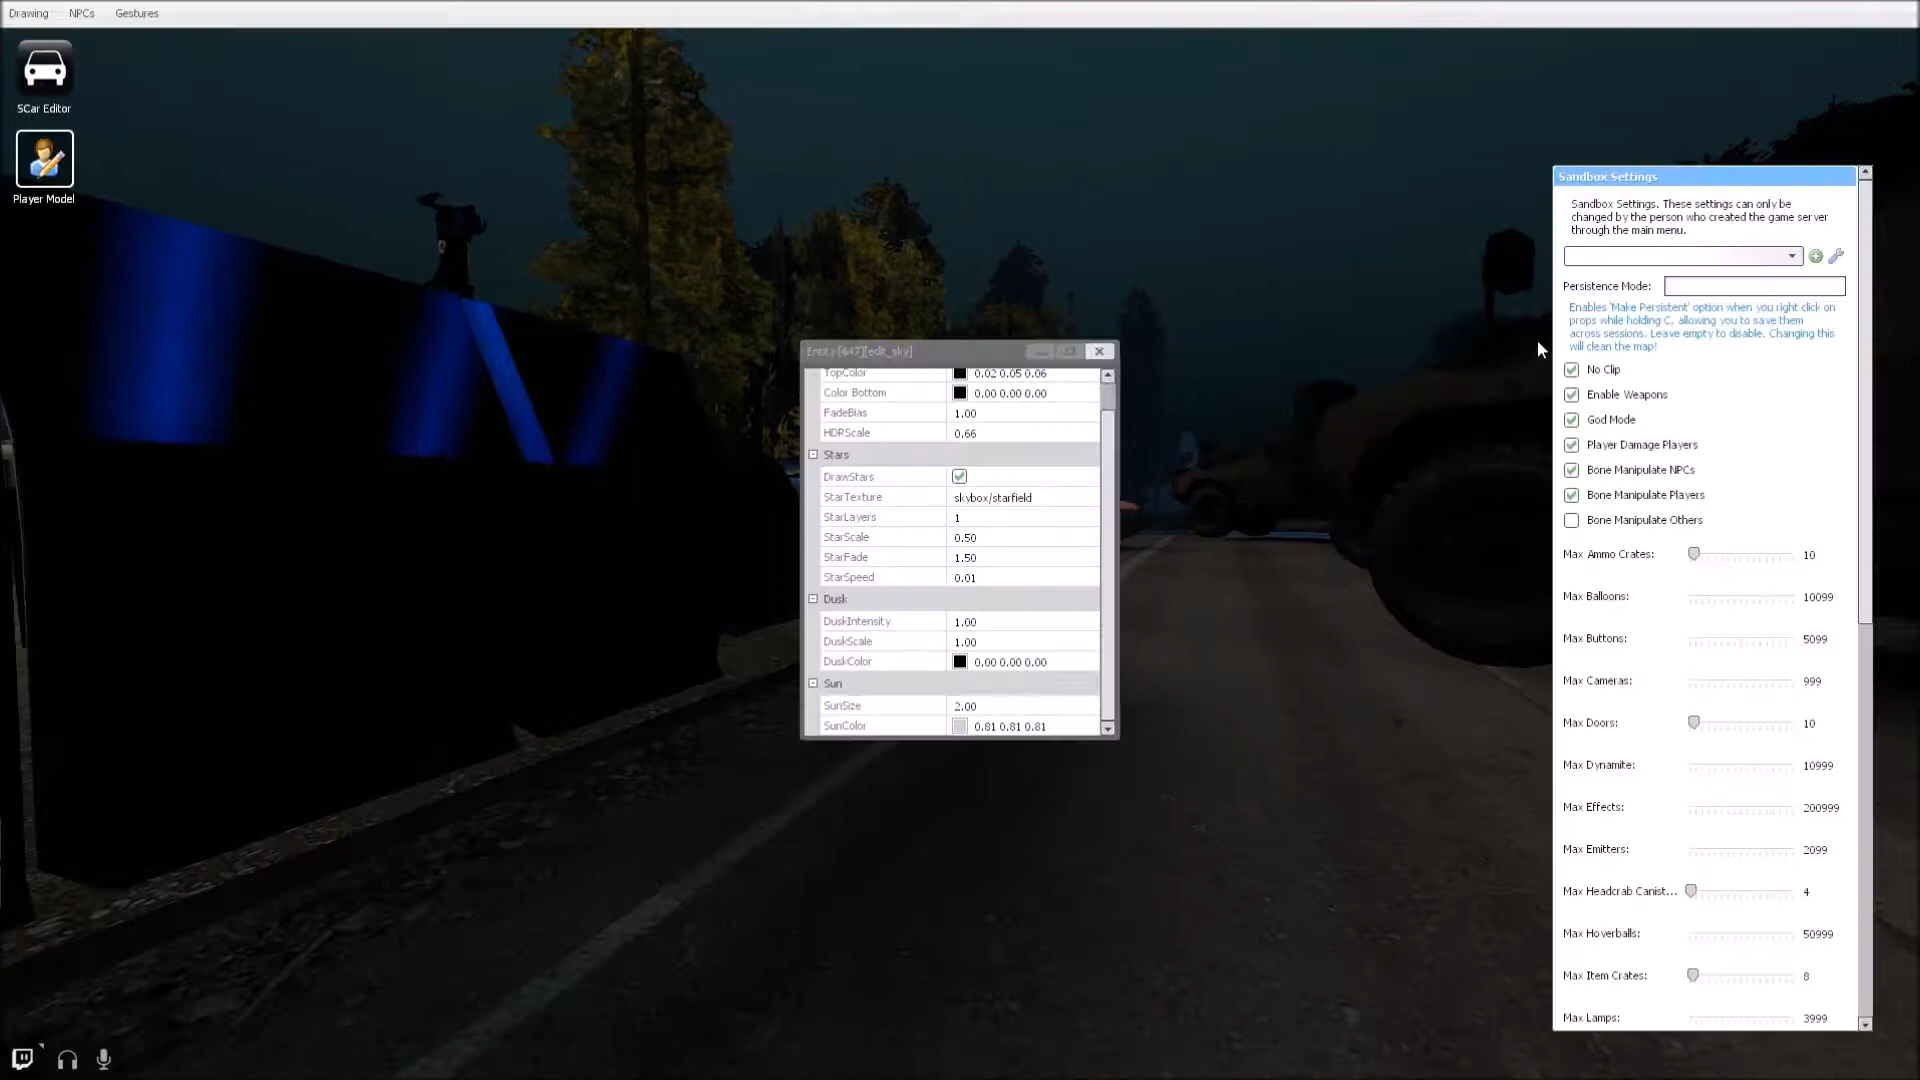 Drawing NPCs Gestures
SCar Editor
Player Model
Entity [647][edit_sky]
TopColor 0.02 0.05 0.06
Color Bottom 0.00 0.00 0.00
FadeBias 1.00
HDRScale 0.66
Stars
DrawStars
StarTexture skybox/starfield
StarLayers 1
StarScale 0.50
StarFade 1.50
StarSpeed 0.01
Dusk
DuskIntensity 1.00
DuskScale 1.00
DuskColor 0.00 0.00 0.00
Sun
SunSize 2.00
SunColor 0.81 0.81 0.81
Sandbox Settings
Sandbox Settings. These settings can only be
changed by the person who created the game server
through the main menu.
Persistence Mode:
Enables 'Make Persistent' option when you right click on
props while holding C, allowing you to save them
across sessions. Leave empty to disable. Changing this
will clean the map!
No Clip
Enable Weapons
God Mode
Player Damage Players
Bone Manipulate NPCs
Bone Manipulate Players
Bone Manipulate Others
Max Ammo Crates: 10
Max Balloons: 10099
Max Buttons: 5099
Max Cameras: 999
Max Doors: 10
Max Dynamite: 10999
Max Effects: 200999
Max Emitters: 2099
Max Headcrab Canist... 4
Max Hoverballs: 50999
Max Item Crates: 8
Max Lamps: 3999